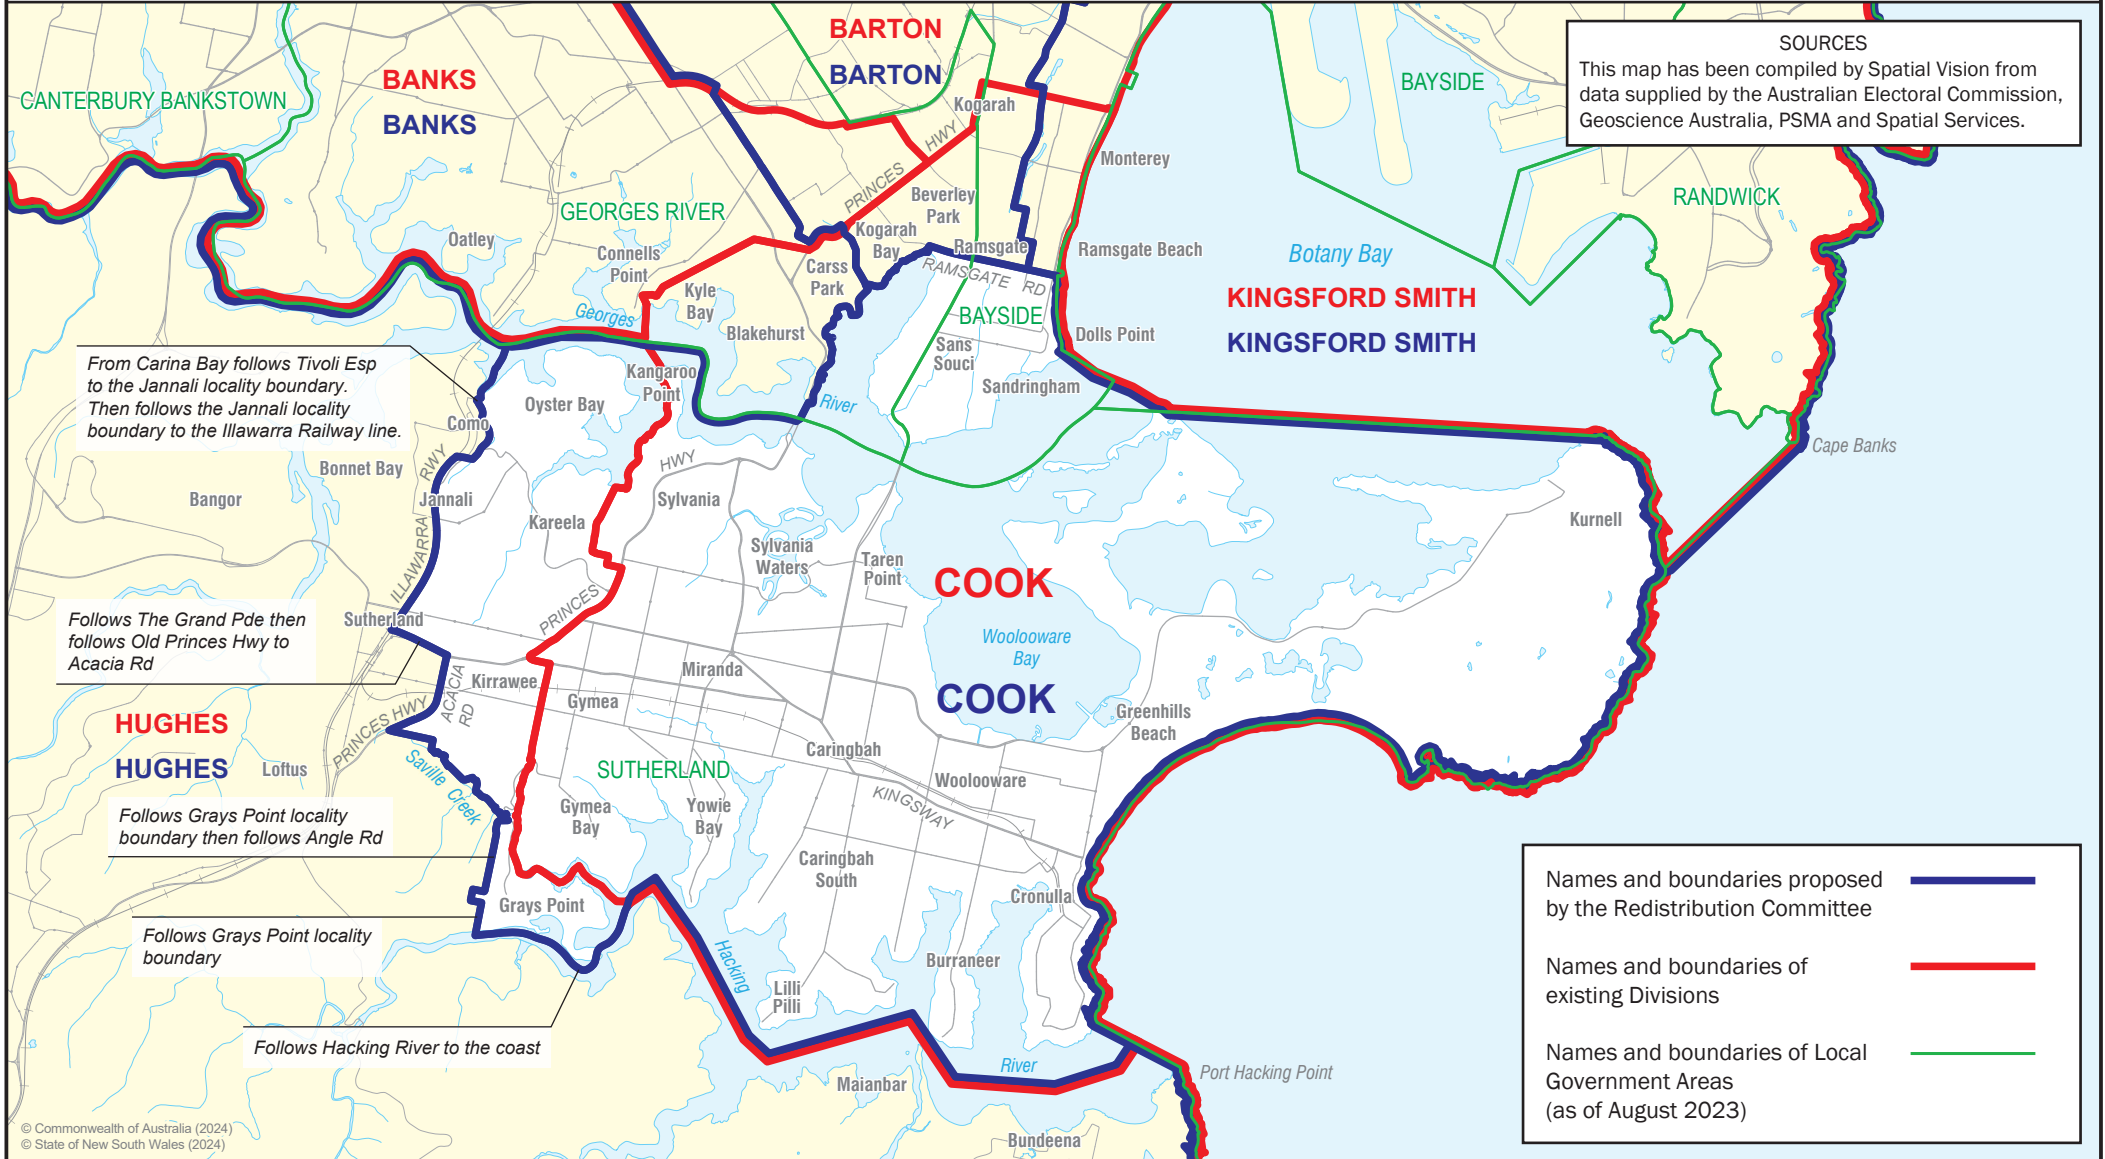 BARTON
BARTON
BANKS
BANKS
CANTERBURY BANKSTOWN
Kogarah
BAYSIDE
SOURCES
This map has been compiled by Spatial Vision from
data supplied by the Australian Electoral Commission,
Geoscience Australia, PSMA and Spatial Services.
PRINCES HWY
Monterey
RANDWICK
GEORGES RIVER
Beverley
Park
Oatley
Connells
Point
Kogarah
Bay
Ramsgate
Ramsgate Beach
Botany Bay
Carss
Park
RAMSGATE RD
KINGSFORD SMITH
KINGSFORD SMITH
Kyle
Bay
Georges
Blakehurst
BAYSIDE
Sans
Souci
Dolls Point
Sandringham
From Carina Bay follows Tivoli Esp
to the Jannali locality boundary.
Then follows the Jannali locality
boundary to the Illawarra Railway line.
Kangaroo
Point
Oyster Bay
River
Como
Cape Banks
Bonnet Bay
Bangor
ILLAWARRA RWY
Jannali
HWY
Sylvania
Kareela
Kurnell
Sylvania
Waters
Taren
Point
COOK
PRINCES
Follows The Grand Pde then
follows Old Princes Hwy to
Acacia Rd
Sutherland
Woolooware
Bay
Miranda
Kirrawee
ACACIA
RD
Gymea
COOK
Greenhills
Beach
PRINCES HWY
HUGHES
HUGHES
Loftus
Saville Creek
Caringbah
SUTHERLAND
Woolooware
KINGSWAY
Gymea
Bay
Yowie
Bay
Follows Grays Point locality
boundary then follows Angle Rd
Caringbah
South
Cronulla
Grays Point
Follows Grays Point locality
boundary
Hacking
Burraneer
Lilli
Pilli
Follows Hacking River to the coast
River
Maianbar
Port Hacking Point
Bundeena
Names and boundaries proposed
by the Redistribution Committee
Names and boundaries of
existing Divisions
Names and boundaries of Local
Government Areas
(as of August 2023)
© Commonwealth of Australia (2024)
© State of New South Wales (2024)